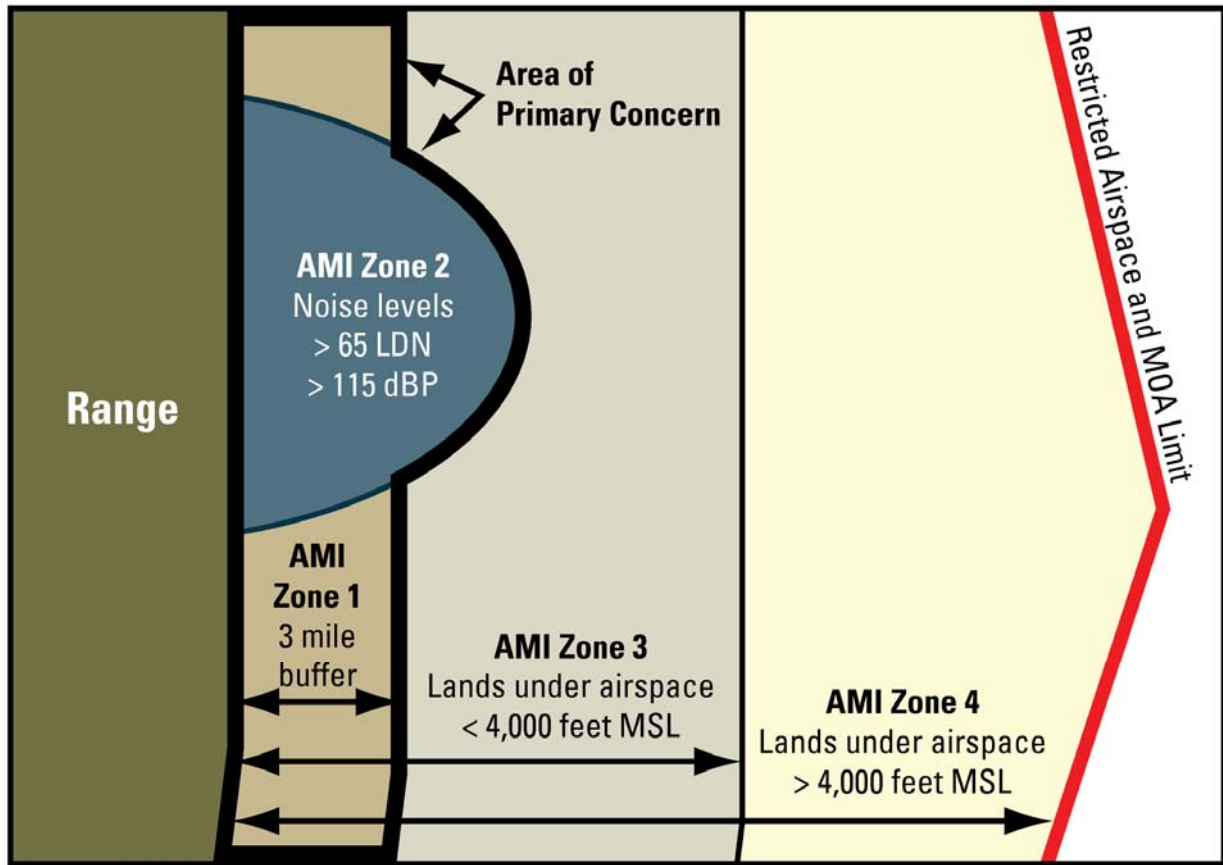 Area of
Primary Concern
Restricted Airspace and MOA Limit
AMI Zone 2
Noise levels
> 65 LDN
> 115 dBP
Range
AMI
Zone 1
3 mile
buffer
AMI Zone 3
Lands under airspace
< 4,000 feet MSL
AMI Zone 4
Lands under airspace
> 4,000 feet MSL